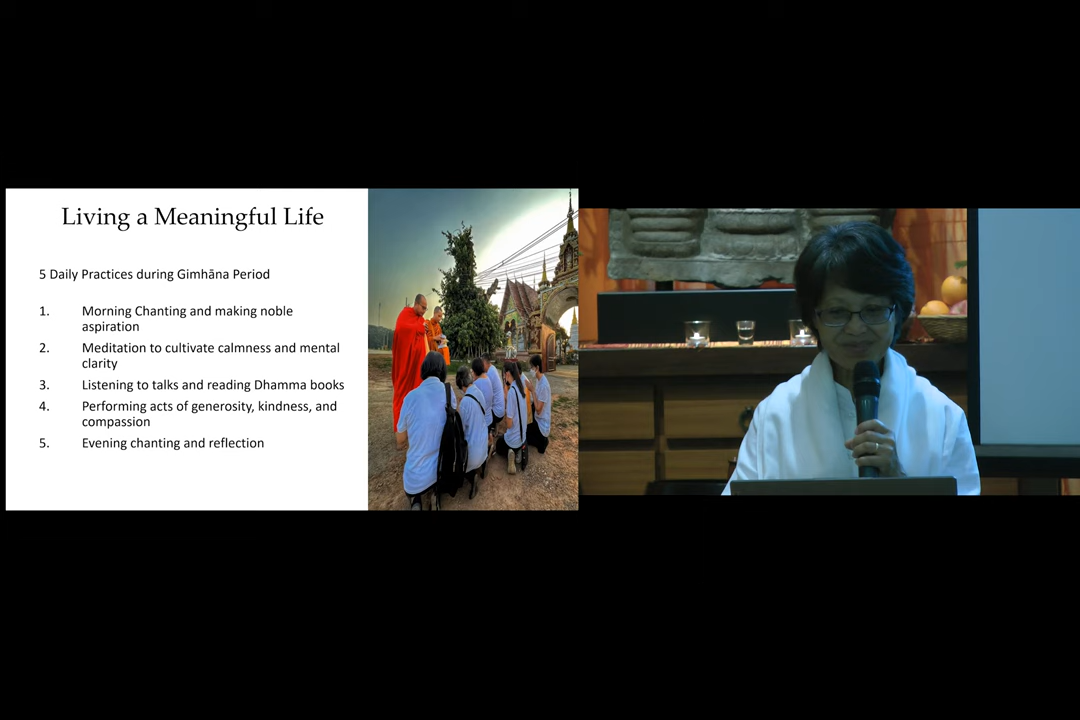 Living a Meaningful Life
5 Daily Practices during Gimhāna Period
1. Morning Chanting and making noble
aspiration
2. Meditation to cultivate calmness and mental
clarity
3. Listening to talks and reading Dhamma books
4. Performing acts of generosity, kindness, and
compassion
5. Evening chanting and reflection